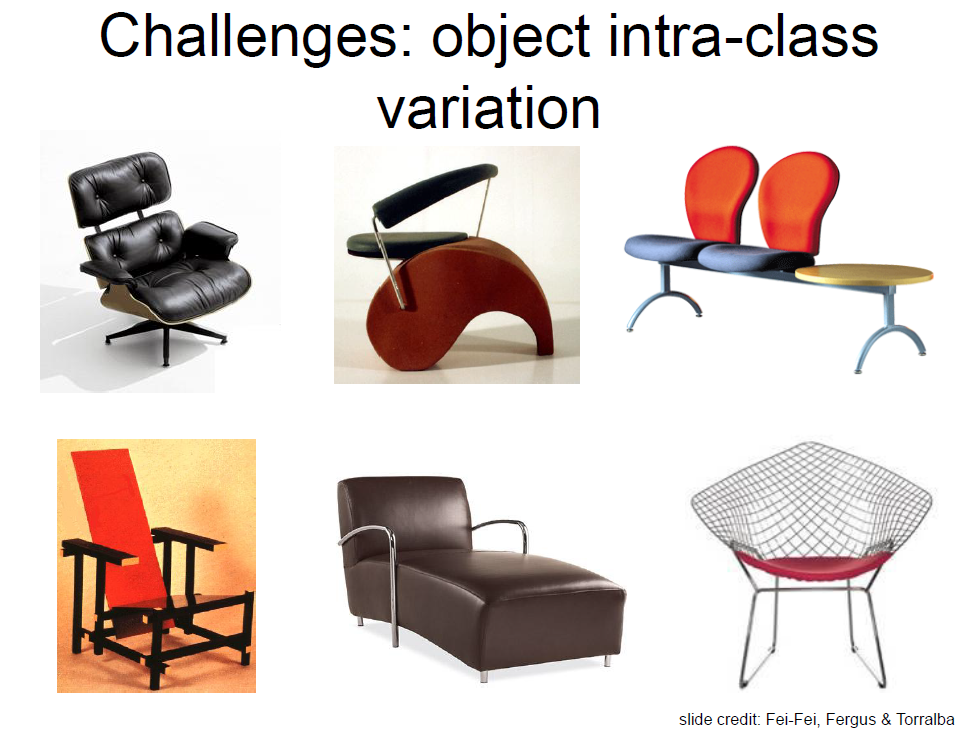 Challenges: object intra-class
variation
slide credit: Fei-Fei, Fergus & Torralba